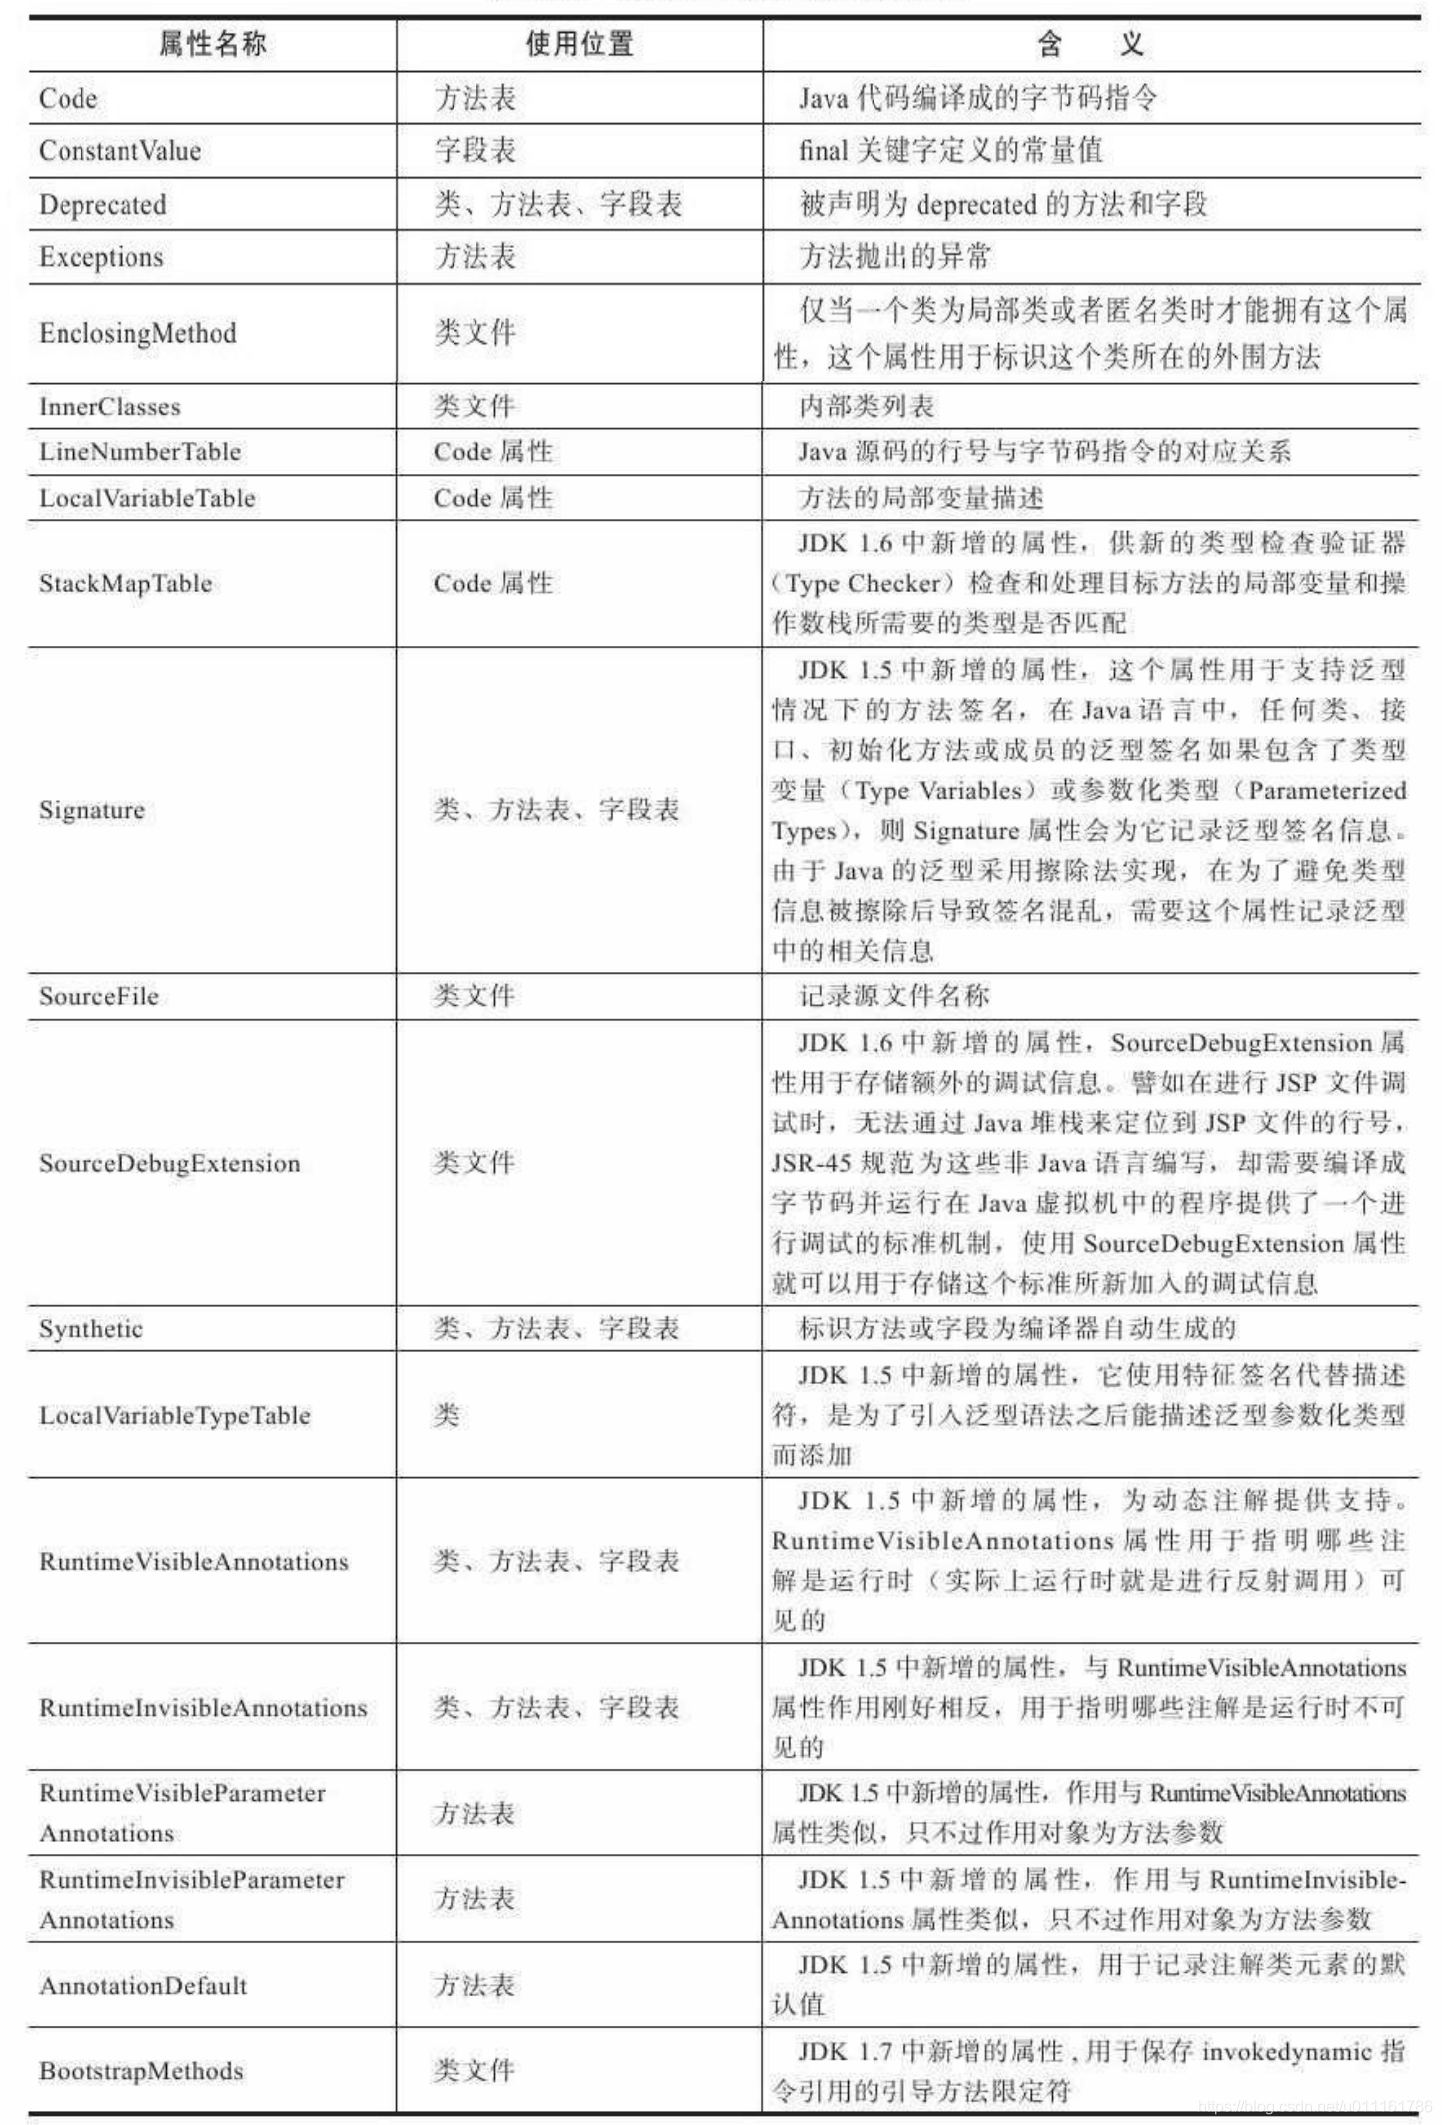 属性名称 使用位置 含 义
Code 方法表 Java 代码编译成的字节码指令
ConstantValue 字段表 final 关键字定义的常量值
Deprecated 类、方法表、字段表 被声明为 deprecated 的方法和字段
Exceptions 方法表 方法抛出的异常
EnclosingMethod 类文件 仅当一个类为局部类或者匿名类时才能拥有这个属
性，这个属性用于标识这个类所在的外围方法
InnerClasses 类文件 内部类列表
LineNumberTable Code 属性 Java 源码的行号与字节码指令的对应关系
LocalVariableTable Code 属性 方法的局部变量描述
StackMapTable Code 属性 JDK 1.6 中新增的属性，供新的类型检查验证器
（Type Checker）检查和处理目标方法的局部变量和操
作数栈所需要的类型是否匹配
Signature 类、方法表、字段表 JDK 1.5 中新增的属性，这个属性用于支持泛型
情况下的方法签名，在 Java 语言中，任何类、接
口、初始化方法或成员的泛型签名如果包含了类型
变量（Type Variables）或参数化类型（Parameterized
Types），则 Signature 属性会为它记录泛型签名信息。
由于 Java 的泛型采用擦除法实现，在为了避免类型
信息被擦除后导致签名混乱，需要这个属性记录泛型
中的相关信息
SourceFile 类文件 记录源文件名称
SourceDebugExtension 类文件 JDK 1.6 中新增的属性，SourceDebugExtension 属
性用于存储额外的调试信息。譬如在进行 JSP 文件调
试时，无法通过 Java 堆栈来定位到 JSP 文件的行号，
JSR-45 规范为这些非 Java 语言编写，却需要编译成
字节码并运行在 Java 虚拟机中的程序提供了一个进
行调试的标准机制，使用 SourceDebugExtension 属性
就可以用于存储这个标准所新加入的调试信息
Synthetic 类、方法表、字段表 标识方法或字段为编译器自动生成的
LocalVariableTypeTable 类 JDK 1.5 中新增的属性，它使用特征签名代替描述
符，是为了引入泛型语法之后能描述泛型参数化类型
而添加
RuntimeVisibleAnnotations 类、方法表、字段表 JDK 1.5 中新增的属性，为动态注解提供支持。
RuntimeVisibleAnnotations 属性用于指明哪些注
解是运行时（实际上运行时就是进行反射调用）可
见的
RuntimeInvisibleAnnotations 类、方法表、字段表 JDK 1.5 中新增的属性，与 RuntimeVisibleAnnotations
属性作用刚好相反，用于指明哪些注解是运行时不可
见的
RuntimeVisibleParameter
Annotations 方法表 JDK 1.5 中新增的属性，作用与 RuntimeVisibleAnnotations
属性类似，只不过作用对象为方法参数
RuntimeInvisibleParameter
Annotations 方法表 JDK 1.5 中新增的属性，作用与 RuntimeInvisible-
Annotations 属性类似，只不过作用对象为方法参数
AnnotationDefault 方法表 JDK 1.5 中新增的属性，用于记录注解类元素的默
认值
BootstrapMethods 类文件 JDK 1.7 中新增的属性,用于保存 invokedynamic 指
令引用的引导方法限定符